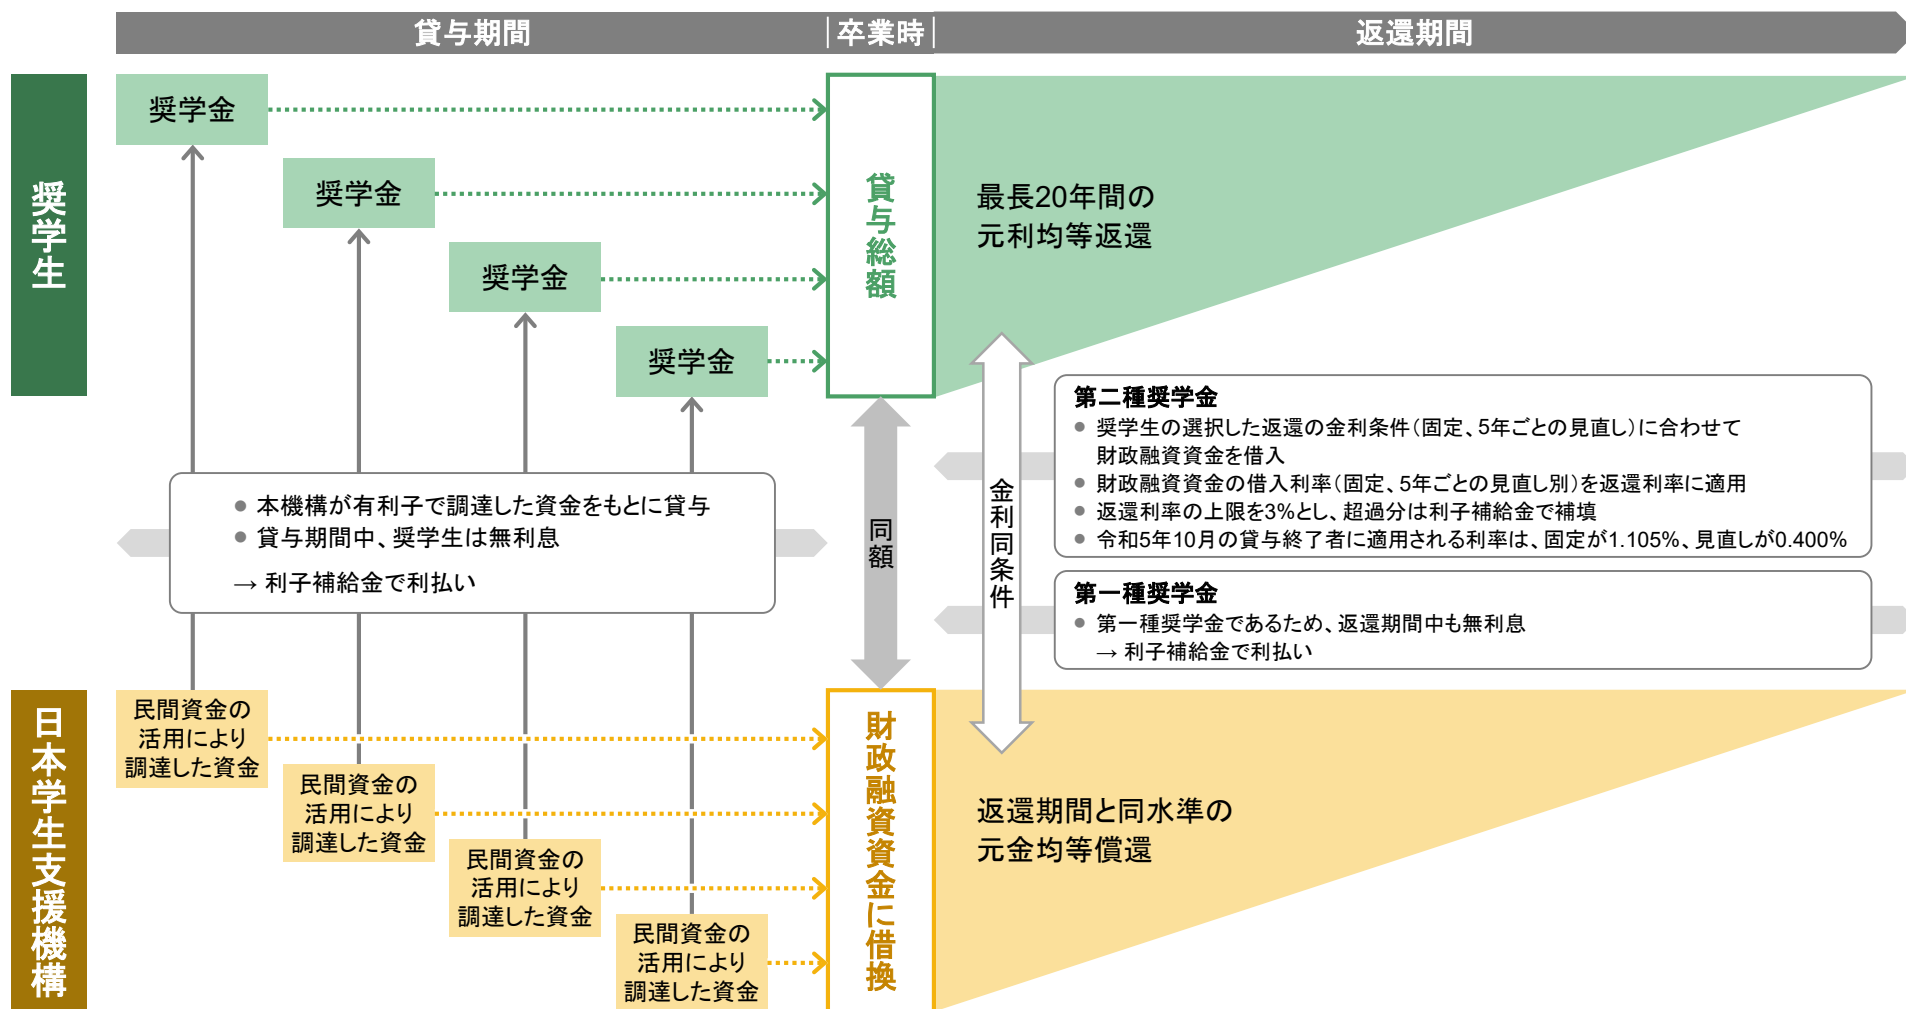 貸与期間
卒業時
返還期間
奨学生
奨学金
奨学金
奨学金
奨学金
貸与総額
最長20年間の
元利均等返還
本機構が有利子で調達した資金をもとに貸与
貸与期間中、奨学生は無利息
→ 利子補給金で利払い
同額
金利同条件
第二種奨学金
奨学生の選択した返還の金利条件（固定、5年ごとの見直し）に合わせて
財政融資資金を借入
財政融資資金の借入利率（固定、5年ごとの見直し別）を返還利率に適用
返還利率の上限を3%とし、超過分は利子補給金で補填
令和5年10月の貸与終了者に適用される利率は、固定が1.105%、見直しが0.400%
第一種奨学金
第一種奨学金であるため、返還期間中も無利息
→ 利子補給金で利払い
日本学生支援機構
民間資金の
活用により
調達した資金
民間資金の
活用により
調達した資金
民間資金の
活用により
調達した資金
民間資金の
活用により
調達した資金
財政融資資金に借換
返還期間と同水準の
元金均等償還